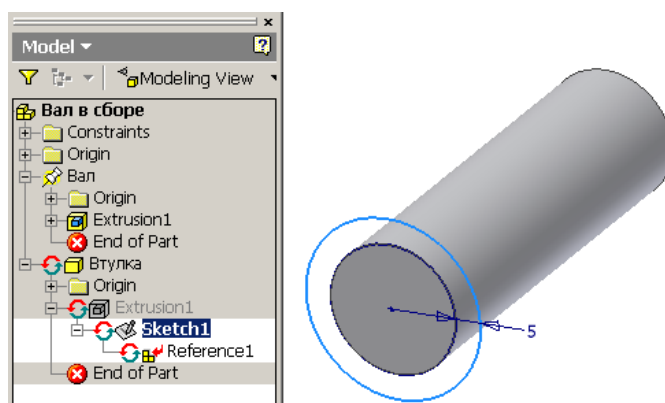 Model
Modeling View
Вал в сборе
Constraints
Origin
Вал
Origin
Extrusion1
End of Part
Втулка
Origin
Extrusion1
Sketch1
Reference1
End of Part
5